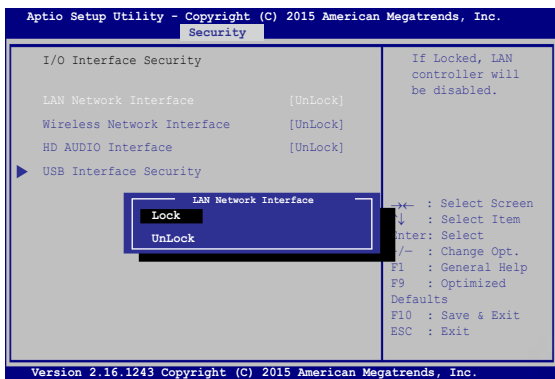 Aptio Setup Utility - Copyright (C) 2015 American Megatrends, Inc.
Security
I/O Interface Security
LAN Network Interface [UnLock]
Wireless Network Interface [UnLock]
HD AUDIO Interface [UnLock]
USB Interface Security
If Locked, LAN
controller will
be disabled.
LAN Network Interface
Lock
UnLock
→← : Select Screen
↑↓ : Select Item
Enter: Select
+/— : Change Opt.
F1 : General Help
F9 : Optimized
Defaults
F10 : Save & Exit
ESC : Exit
Version 2.16.1243 Copyright (C) 2015 American Megatrends, Inc.